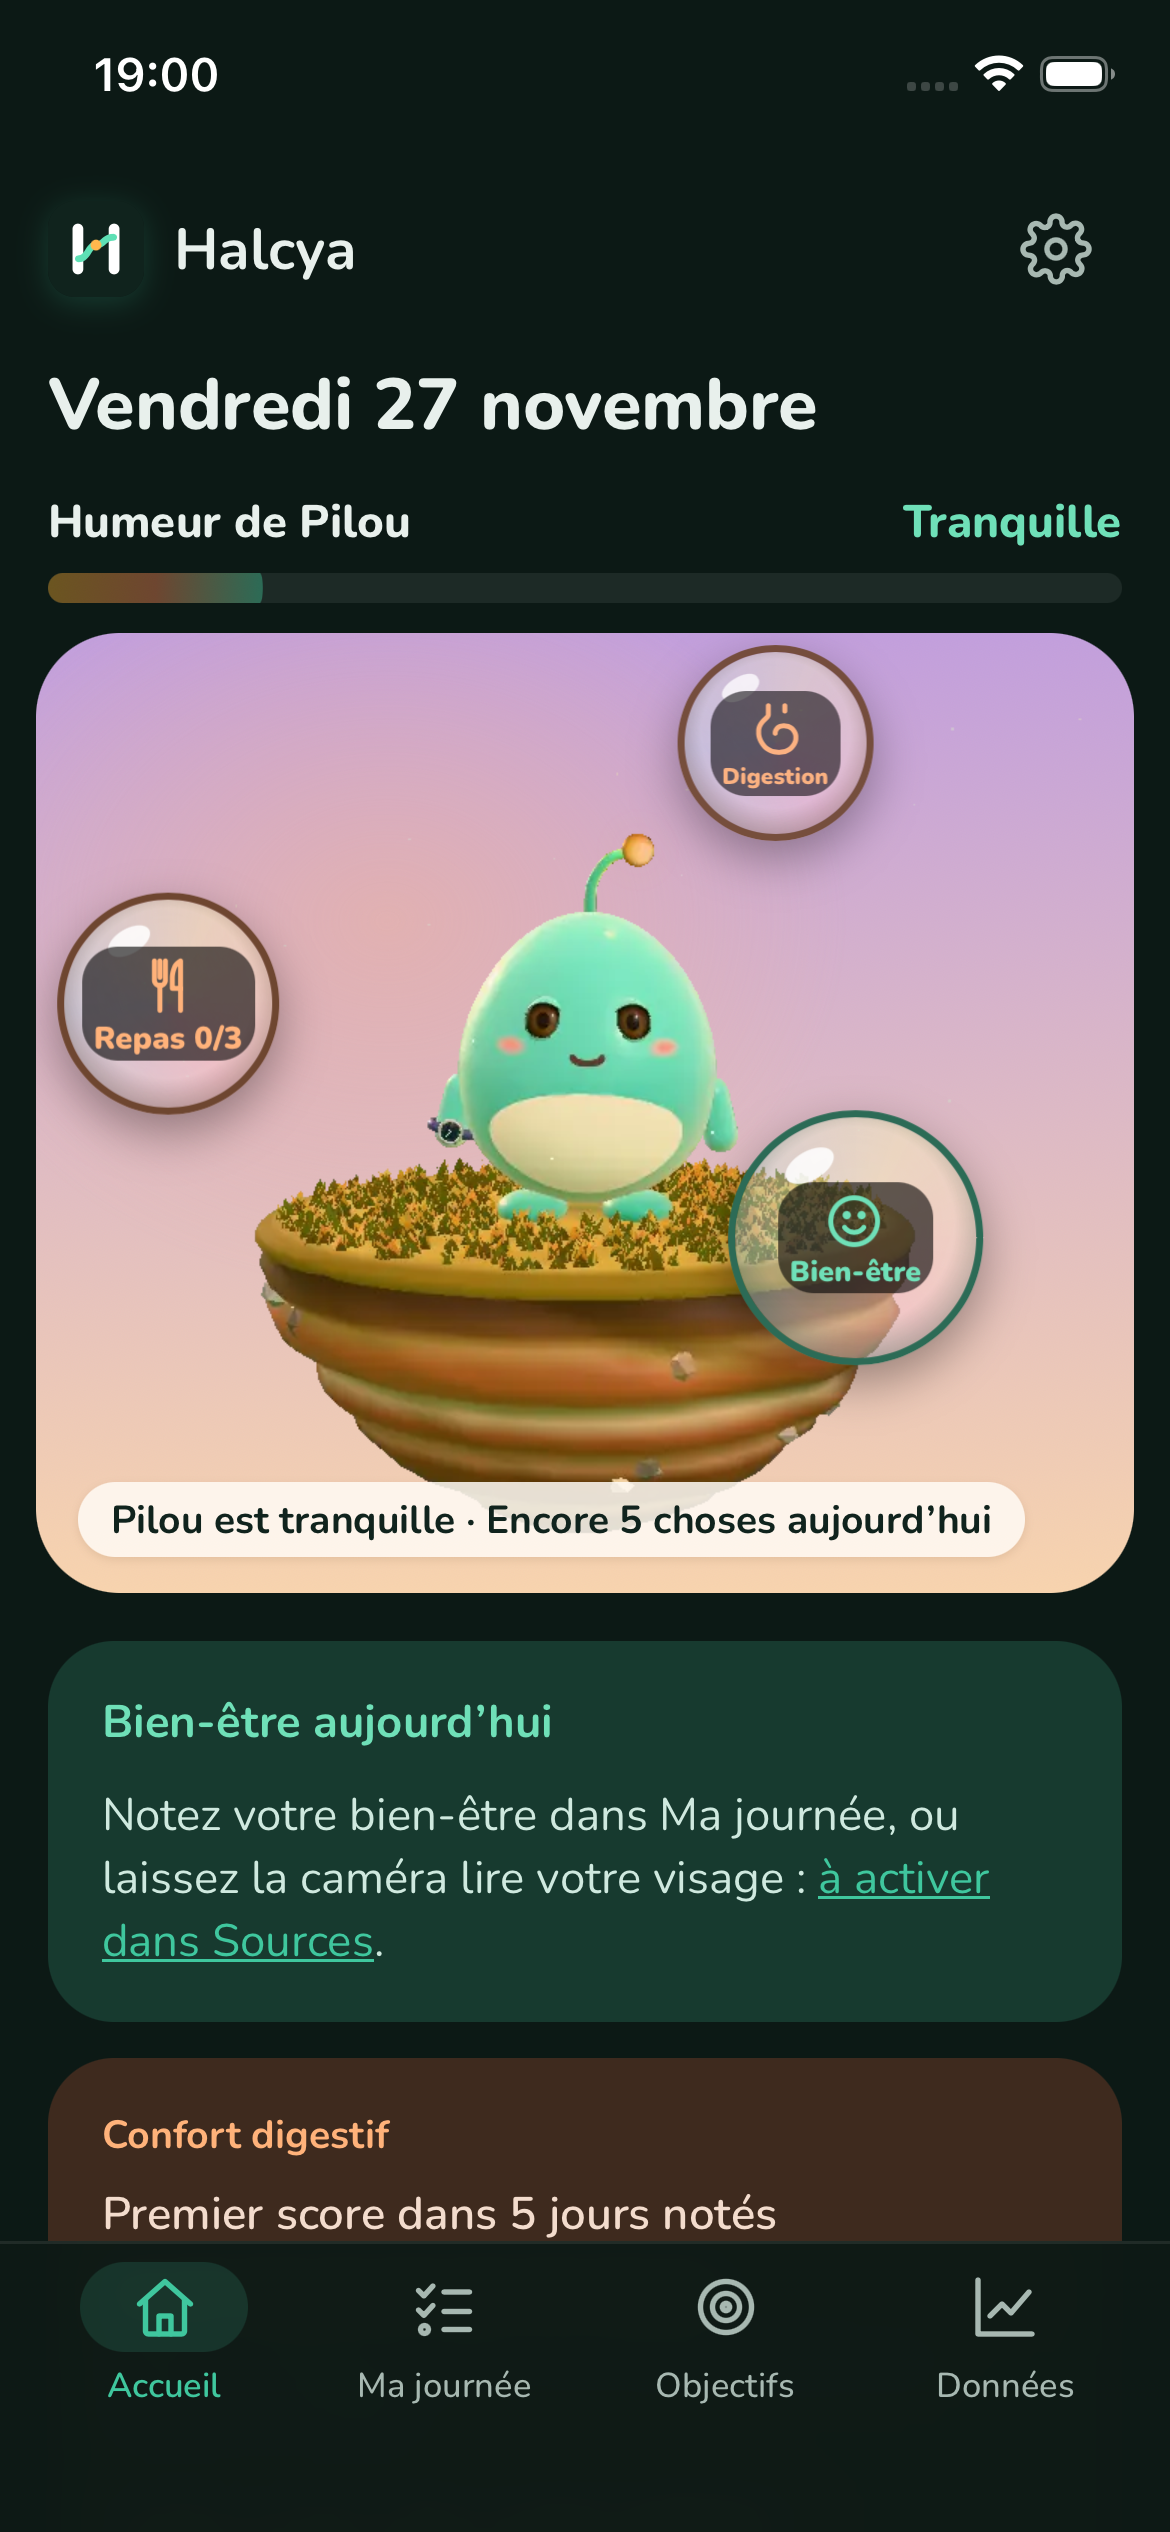 19:00
Halcya
Vendredi 27 novembre
Humeur de Pilou
Tranquille
Digestion
Repas 0/3
Bien-être
Pilou est tranquille · Encore 5 choses aujourd’hui
Bien-être aujourd’hui
Notez votre bien-être dans Ma journée, ou
laissez la caméra lire votre visage : à activer
dans Sources.
Confort digestif
Premier score dans 5 jours notés
Accueil
Ma journée
Objectifs
Données